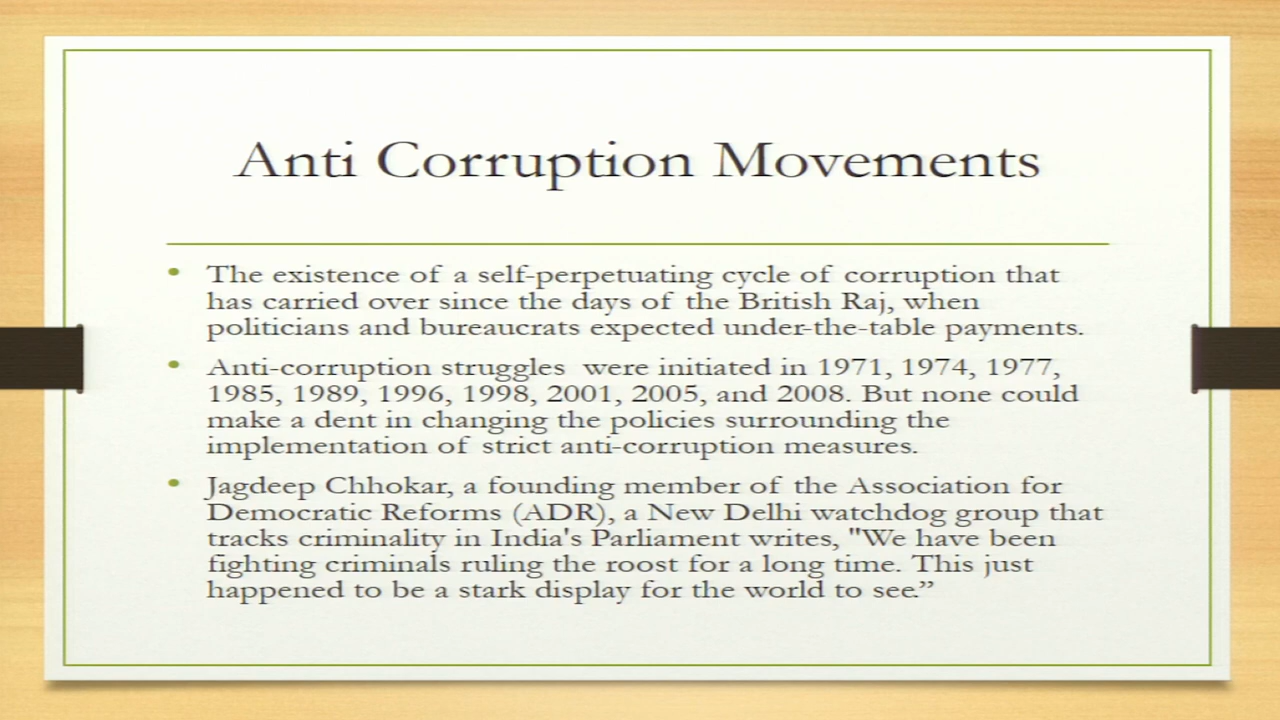 Anti Corruption Movements
• The existence of a self-perpetuating cycle of corruption that
has carried over since the days of the British Raj, when
politicians and bureaucrats expected under-the-table payments.
• Anti-corruption struggles were initiated in 1971, 1974, 1977,
1985, 1989, 1996, 1998, 2001, 2005, and 2008. But none could
make a dent in changing the policies surrounding the
implementation of strict anti-corruption measures.
• Jagdeep Chhokar, a founding member of the Association for
Democratic Reforms (ADR), a New Delhi watchdog group that
tracks criminality in India's Parliament writes, "We have been
fighting criminals ruling the roost for a long time. This just
happened to be a stark display for the world to see.”